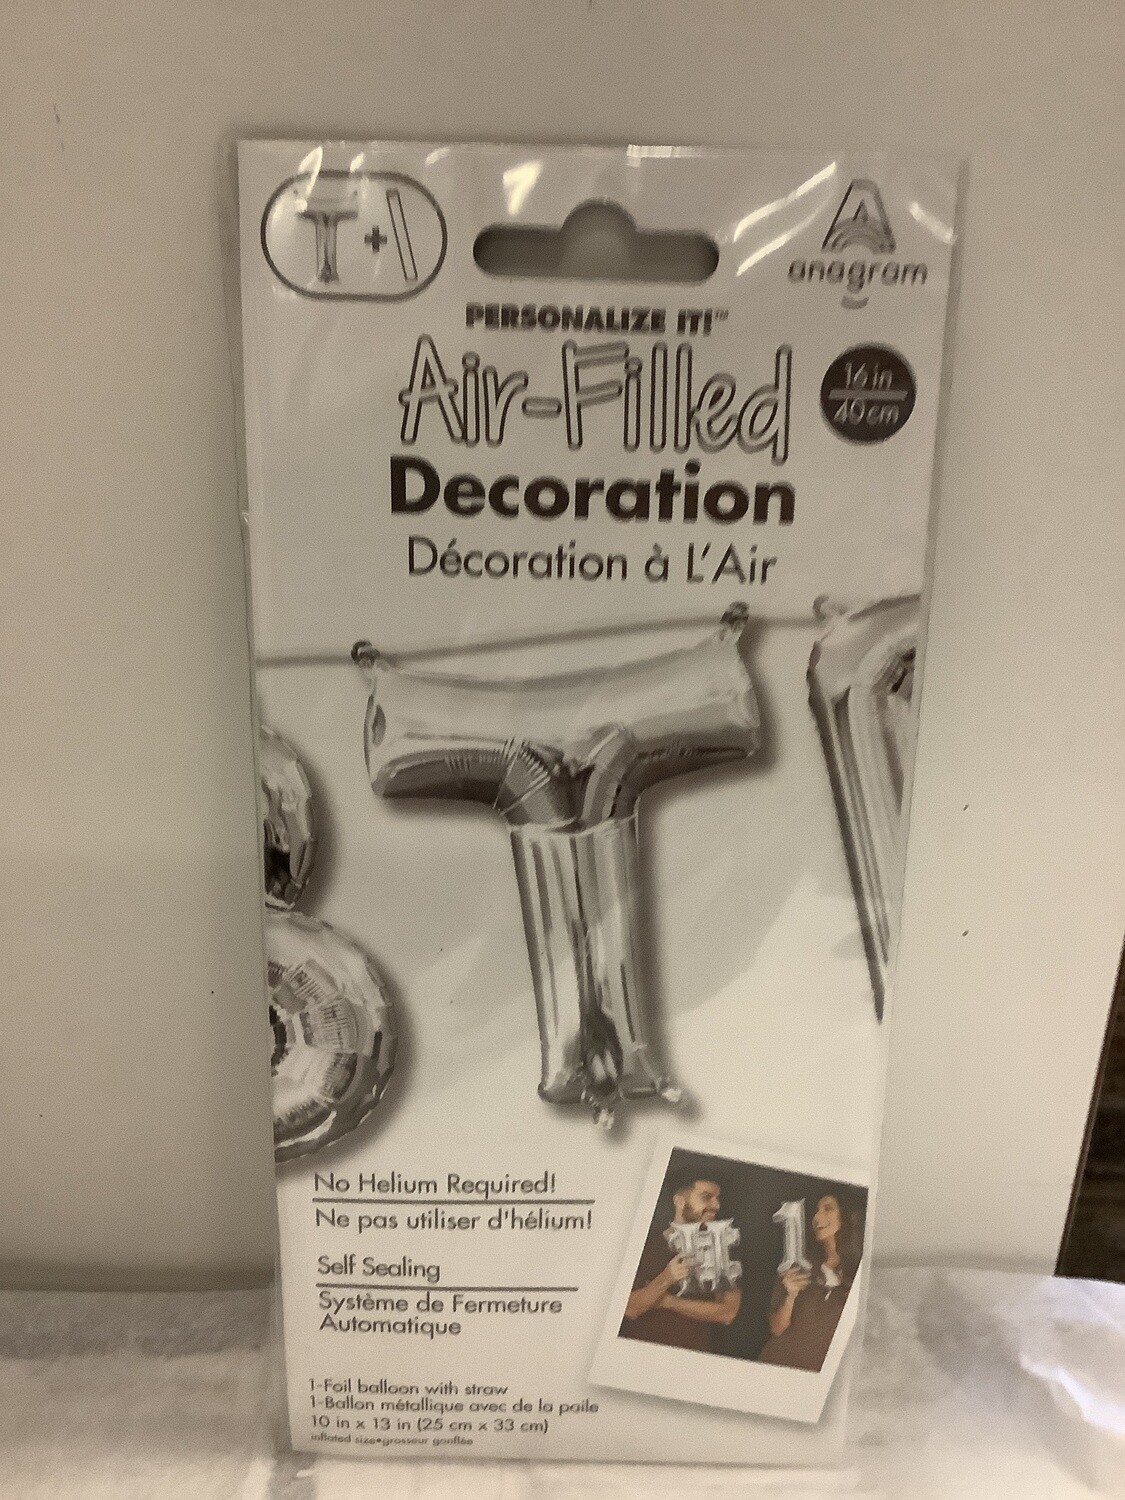 anagram
PERSONALIZE IT!™
Air-Filled
16 in
40 cm
Decoration
Décoration à L'Air
No Helium Required!
Ne pas utiliser d'hélium!
Self Sealing
Système de Fermeture
Automatique
1-Foil balloon with straw
1-Ballon métallique avec de la paile
10 in x 13 in (25 cm x 33 cm)
inflated size•grosseur gonflée